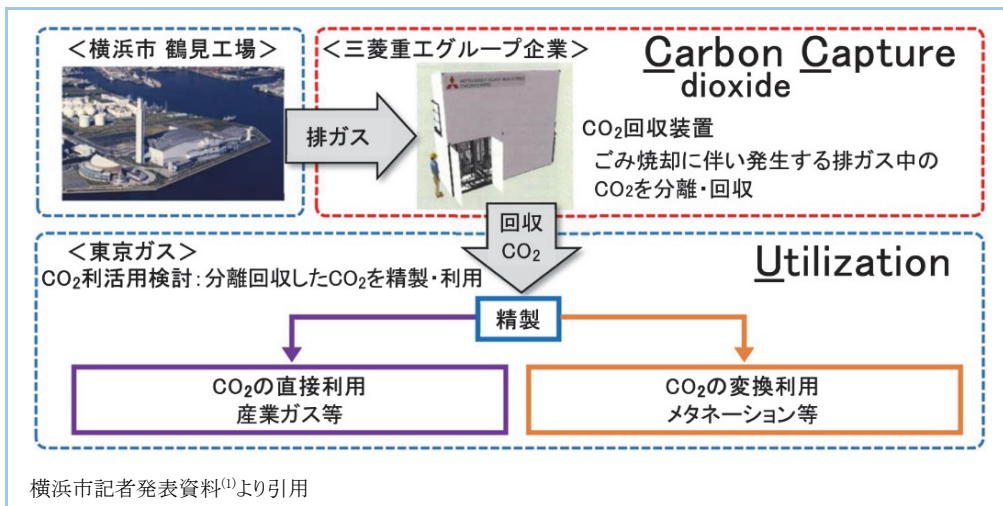 <横浜市 鶴見工場>
<三菱重工グループ企業>
Carbon Capture
dioxide
排ガス
CO₂回収装置
ごみ焼却に伴い発生する排ガス中の
CO₂を分離・回収
回収
CO₂
<東京ガス>
CO₂利活用検討:分離回収したCO₂を精製・利用
Utilization
精製
CO₂の直接利用
産業ガス等
CO₂の変換利用
メタネーション等
横浜市記者発表資料⁽¹⁾より引用